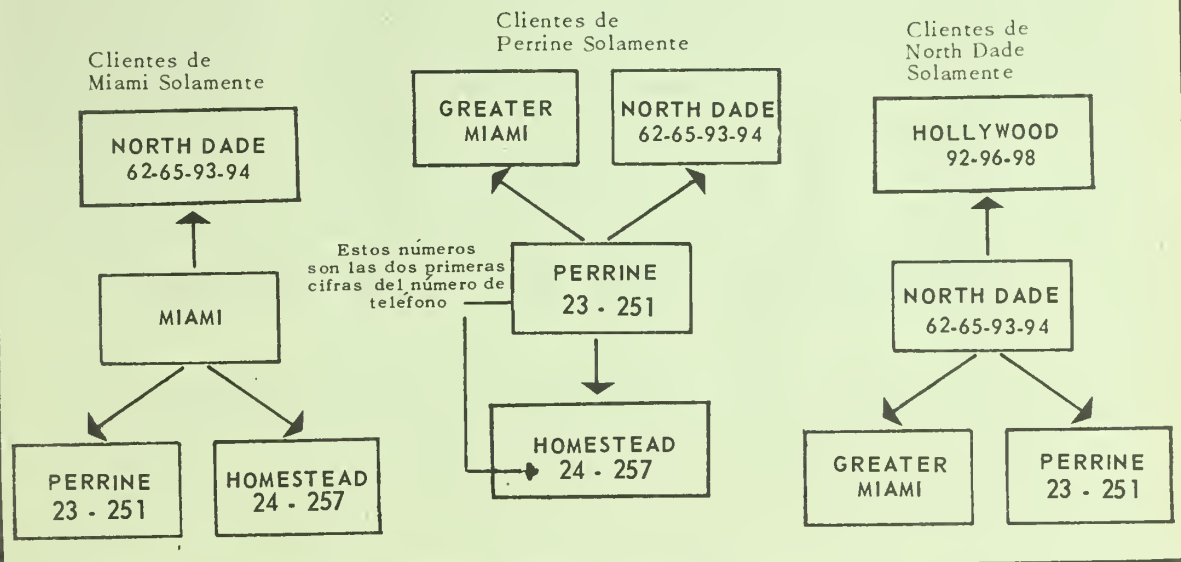 Clientes de
Miami Solamente
NORTH DADE
62-65-93-94
MIAMI
PERRINE
23 - 251
HOMESTEAD
24 - 257
Clientes de
Perrine Solamente
GREATER
MIAMI
NORTH DADE
62-65-93-94
Estos números
son las dos primeras
cifras del número de
teléfono
PERRINE
23 - 251
HOMESTEAD
24 - 257
Clientes de
North Dade
Solamente
HOLLYWOOD
92-96-98
NORTH DADE
62-65-93-94
GREATER
MIAMI
PERRINE
23 - 251